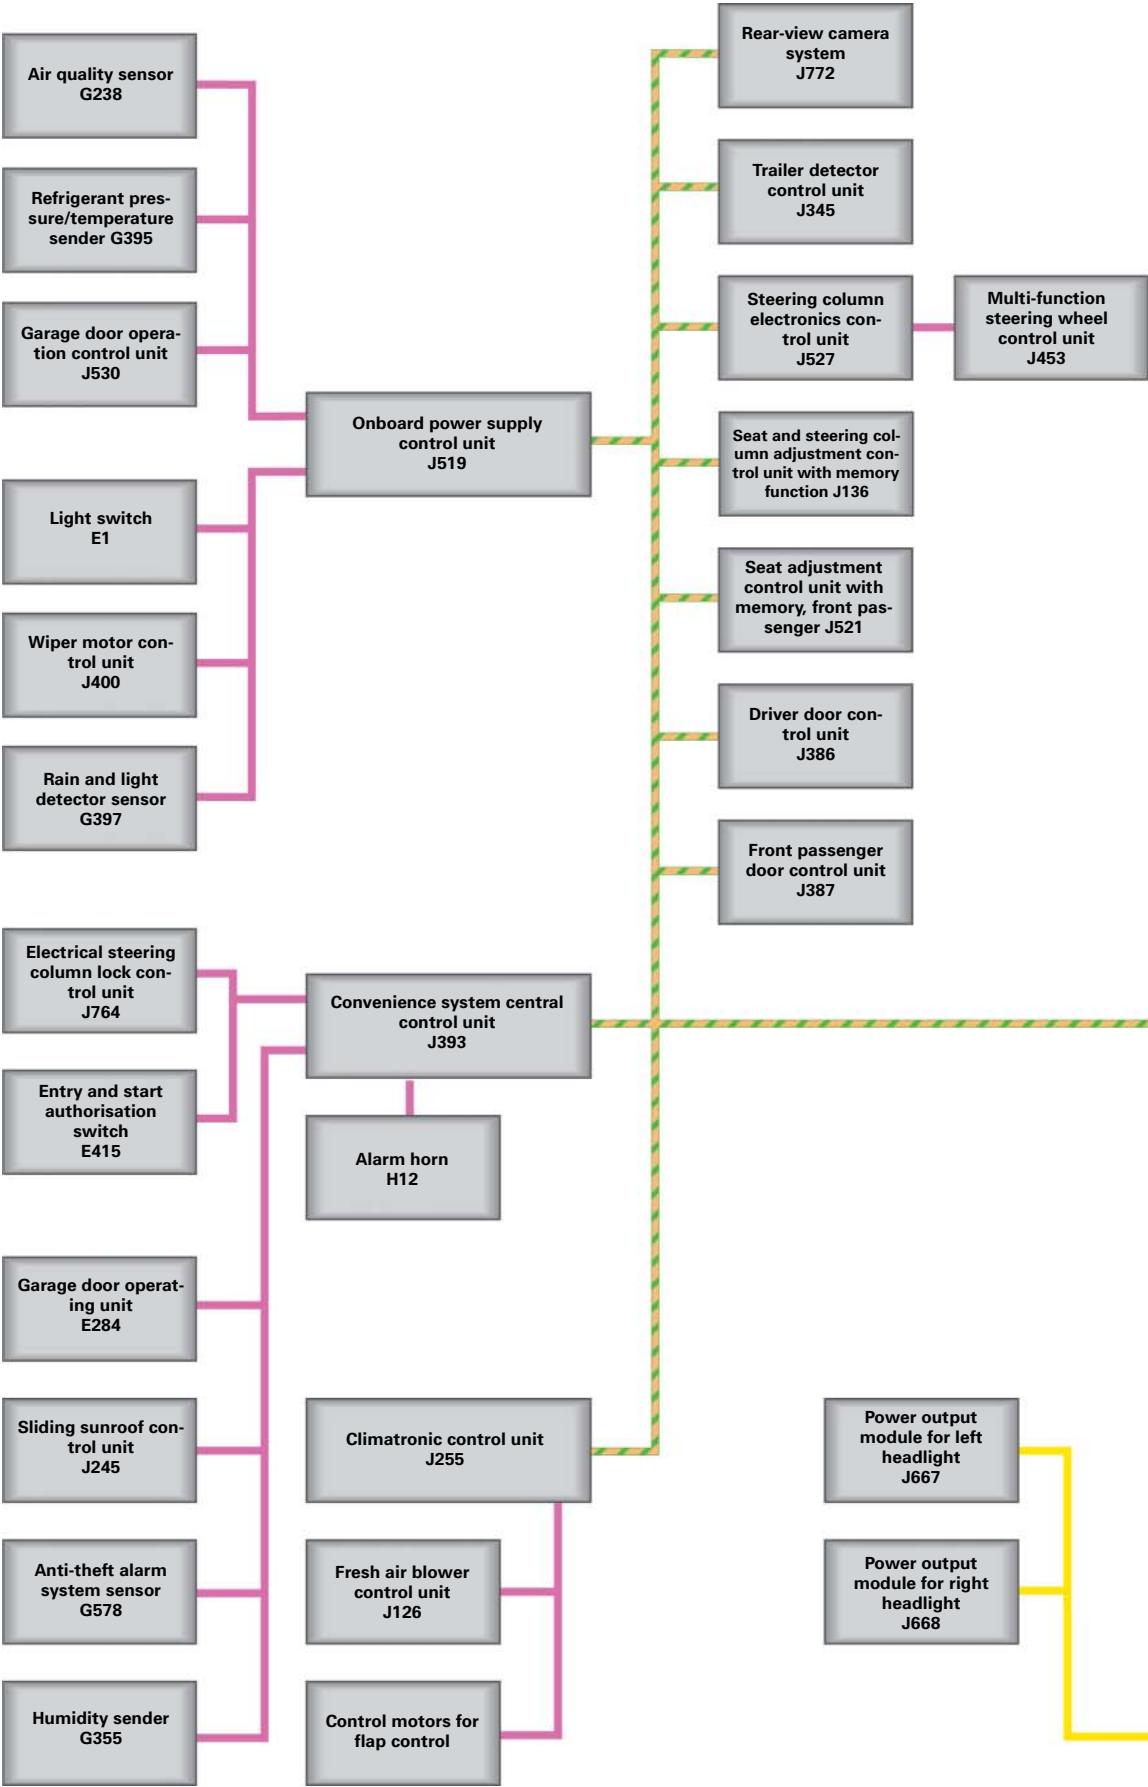 Air quality sensor
G238
Refrigerant pres-
sure/temperature
sender G395
Garage door opera-
tion control unit
J530
Light switch
E1
Wiper motor con-
trol unit
J400
Rain and light
detector sensor
G397
Electrical steering
column lock con-
trol unit
J764
Entry and start
authorisation
switch
E415
Garage door operat-
ing unit
E284
Sliding sunroof con-
trol unit
J245
Anti-theft alarm
system sensor
G578
Humidity sender
G355
Onboard power supply
control unit
J519
Convenience system central
control unit
J393
Alarm horn
H12
Climatronic control unit
J255
Fresh air blower
control unit
J126
Control motors for
flap control
Rear-view camera
system
J772
Trailer detector
control unit
J345
Steering column
electronics con-
trol unit
J527
Multi-function
steering wheel
control unit
J453
Seat and steering col-
umn adjustment con-
trol unit with memory
function J136
Seat adjustment
control unit with
memory, front pas-
senger J521
Driver door con-
trol unit
J386
Front passenger
door control unit
J387
Power output
module for left
headlight
J667
Power output
module for right
headlight
J668